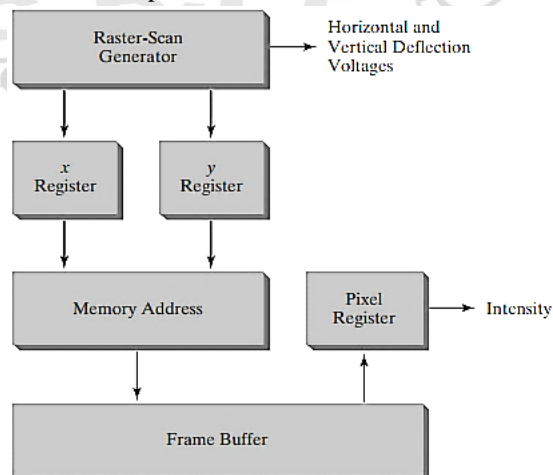 Raster-Scan
Generator
Horizontal and
Vertical Deflection
Voltages
x
Register
y
Register
Memory Address
Pixel
Register
Intensity
Frame Buffer